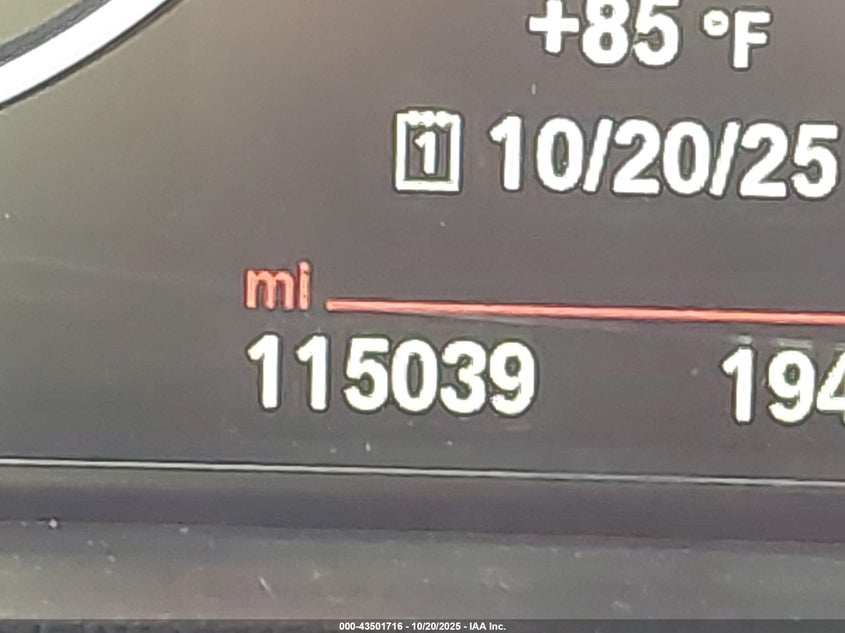 +85 °F
1 10/20/25
mi
115039 194
000-43501716 - 10/20/2025 - IAA Inc.